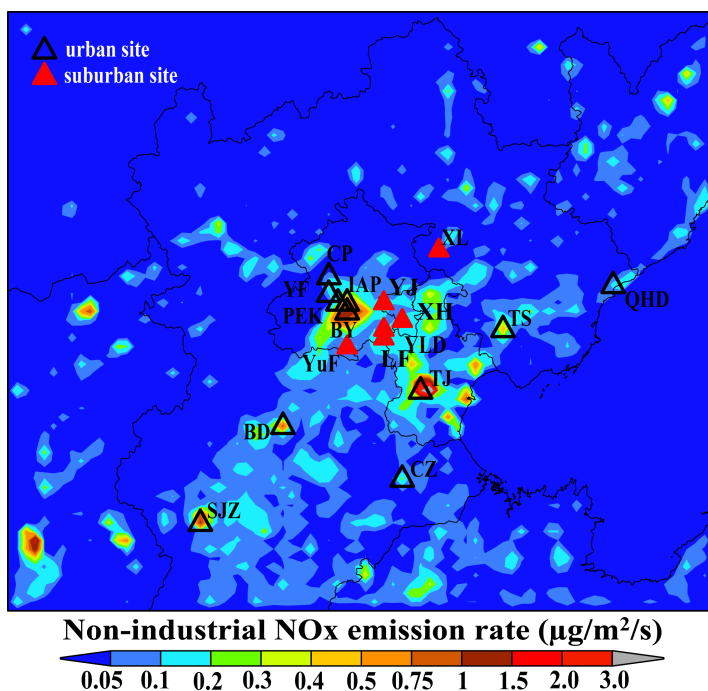 urban site
suburban site
XL
CP
IAP
YJ
YF
QHD
PEK
XH
TS
BY
YLD
YuF
LF
TJ
BD
CZ
SJZ
Non-industrial NOx emission rate (μg/m²/s)
0.05 0.1 0.2 0.3 0.4 0.5 0.75 1 1.5 2.0 3.0